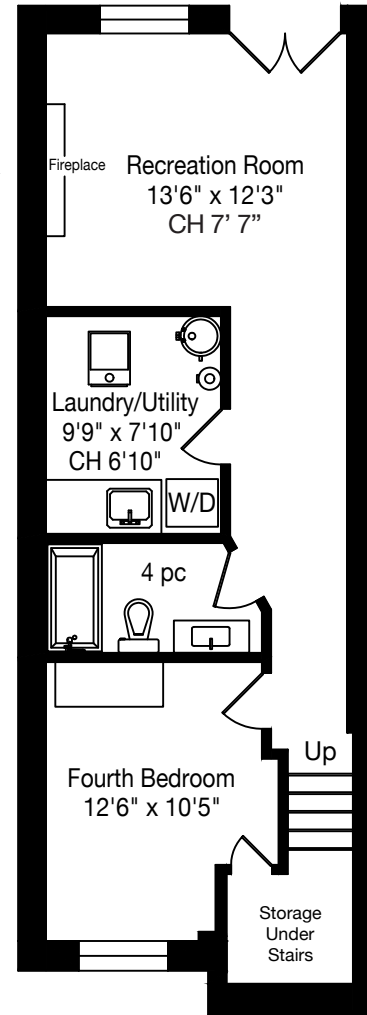 Fireplace
Recreation Room
13'6" x 12'3"
CH 7’ 7”
Laundry/Utility
9'9" x 7'10"
CH 6'10"
W/D
4 pc
Up
Fourth Bedroom
12'6" x 10'5"
Storage
Under
Stairs